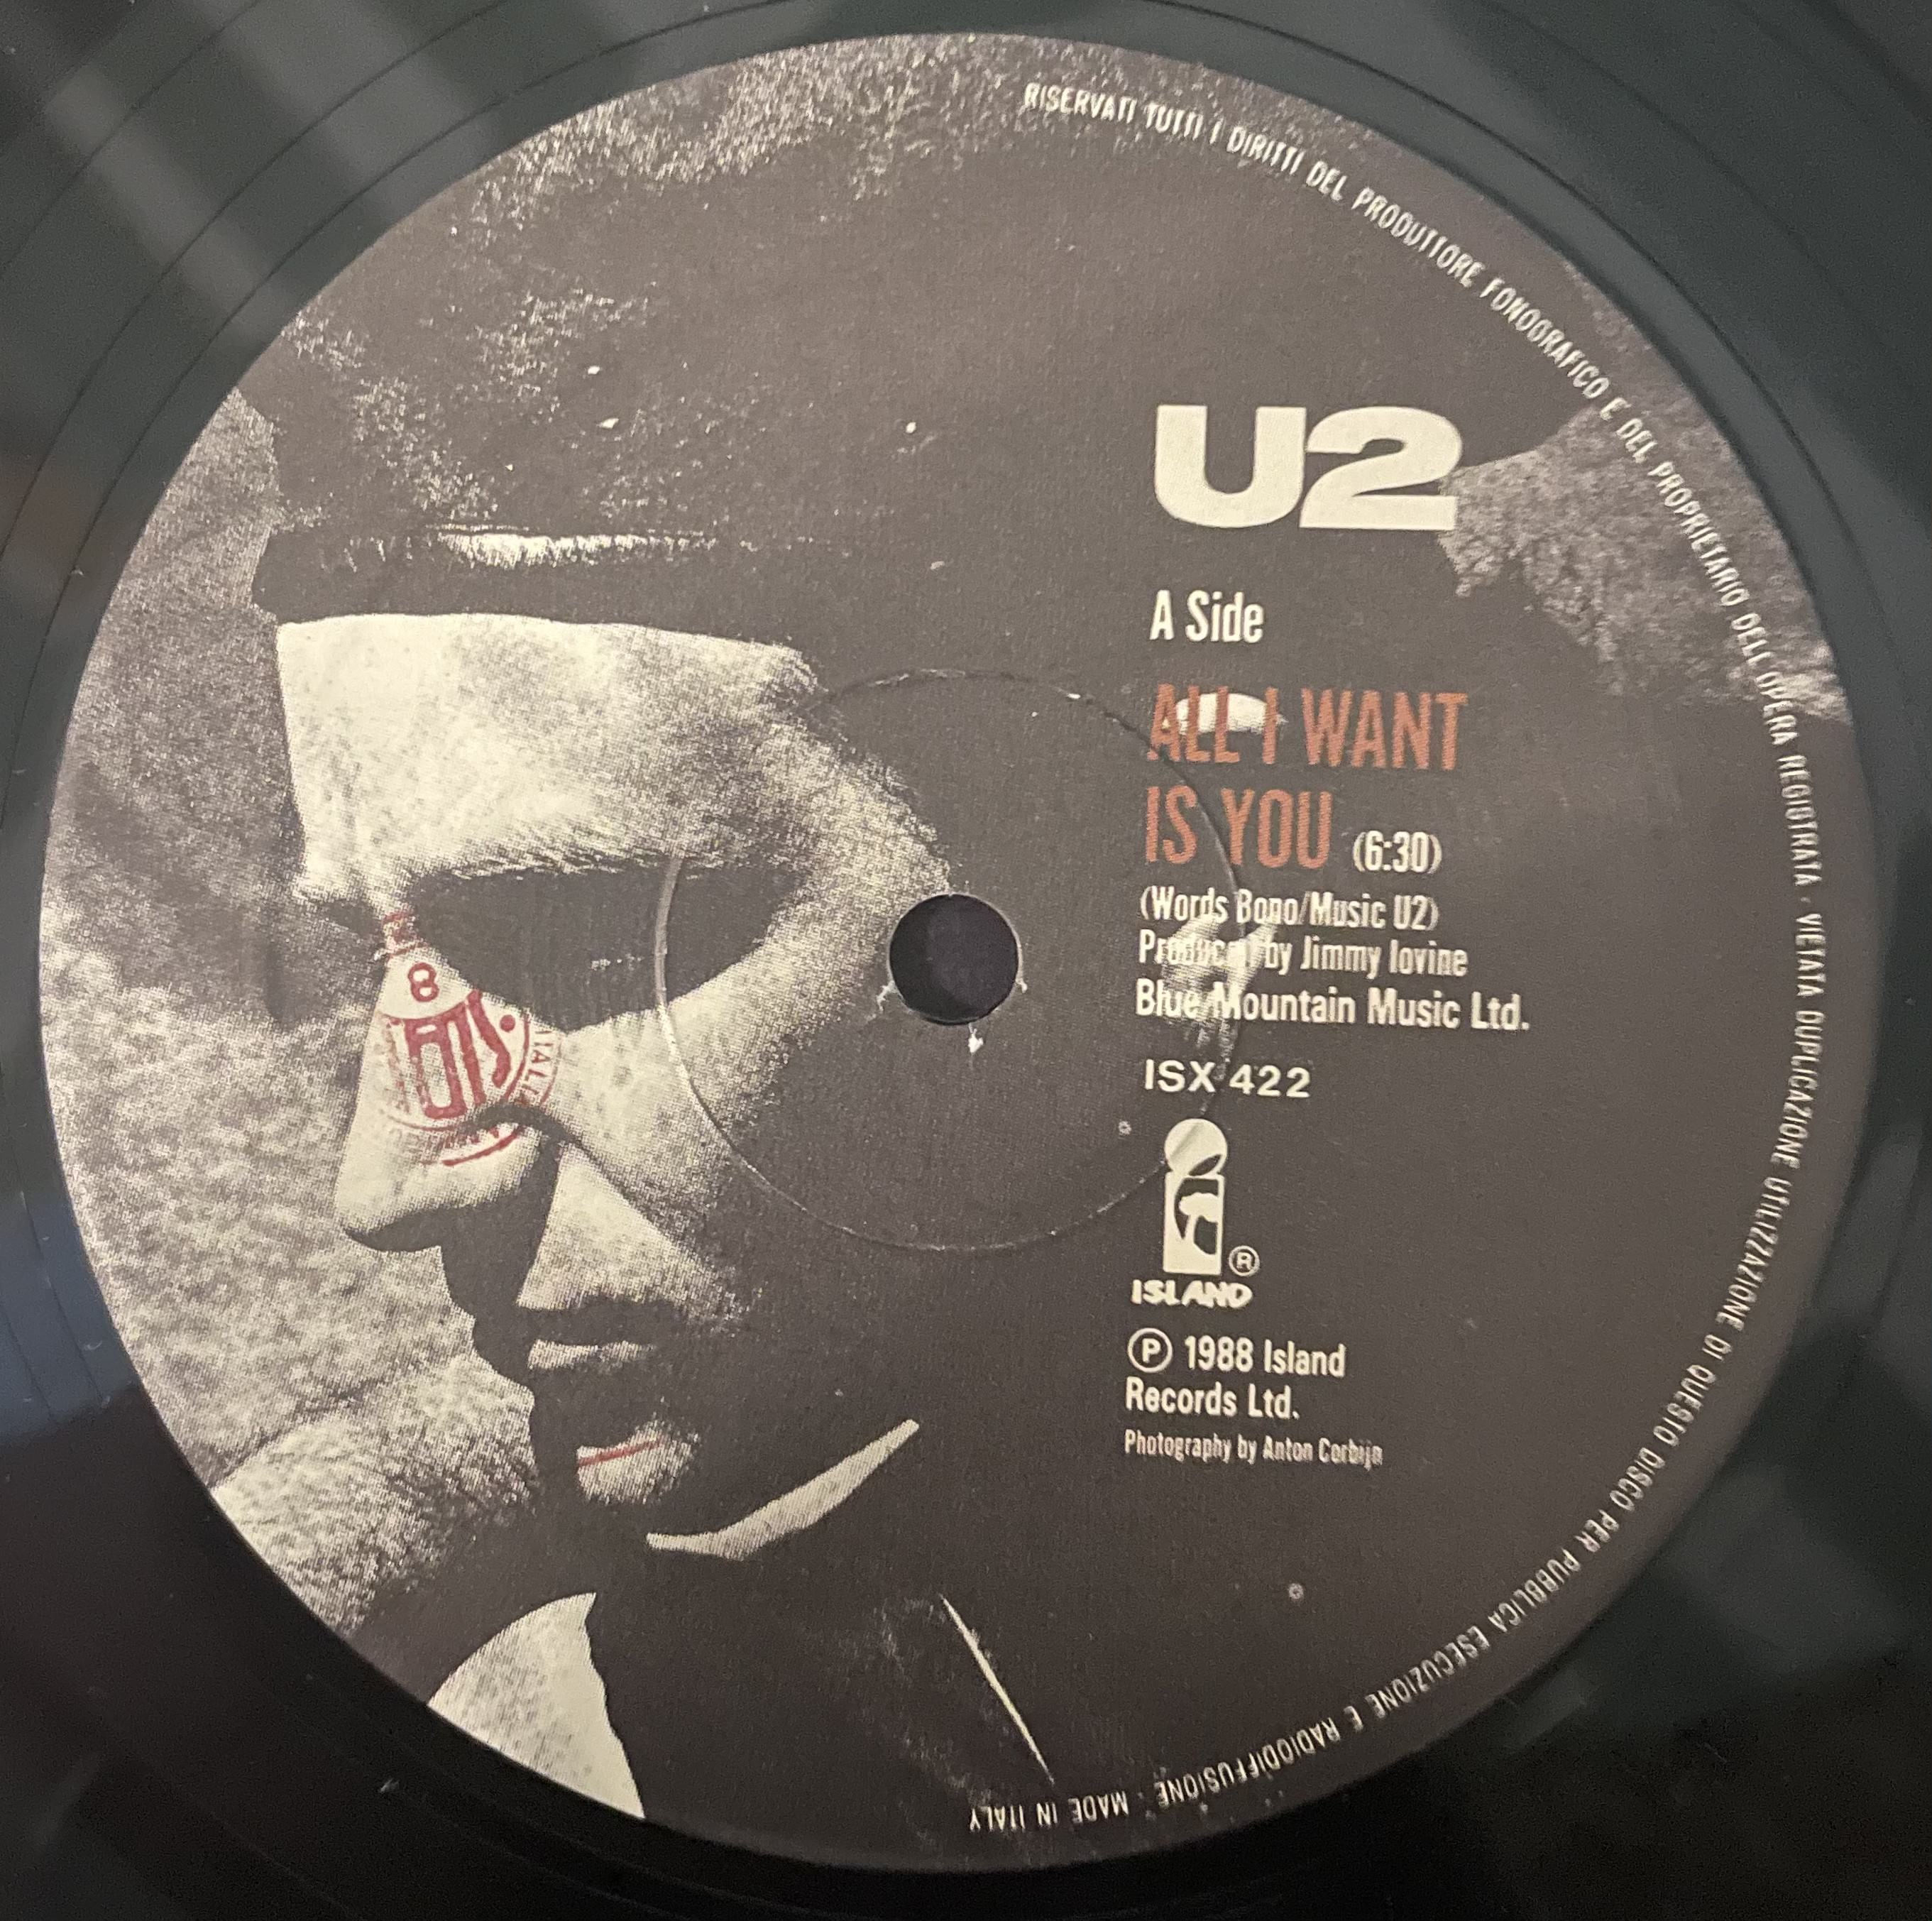 RISERVATI TUTTI I DIRITTI DEL PRODUTTORE FONOGRAFICO E DEL PROPRIETARIO DELL'OPERA REGISTRATA · VIETATA DUPLICAZIONE UTILIZZAZIONE DI QUESTO DISCO PER PUBBLICA ESECUZIONE E RADIODIFFUSIONE · MADE IN ITALY
U2
A Side
ALL I WANT
IS YOU (6:30)
(Words Bono/Music U2)
Produced by Jimmy Iovine
Blue Mountain Music Ltd.
ISX 422
®
ISLAND
Ⓟ 1988 Island
Records Ltd.
Photography by Anton Corbijn
8